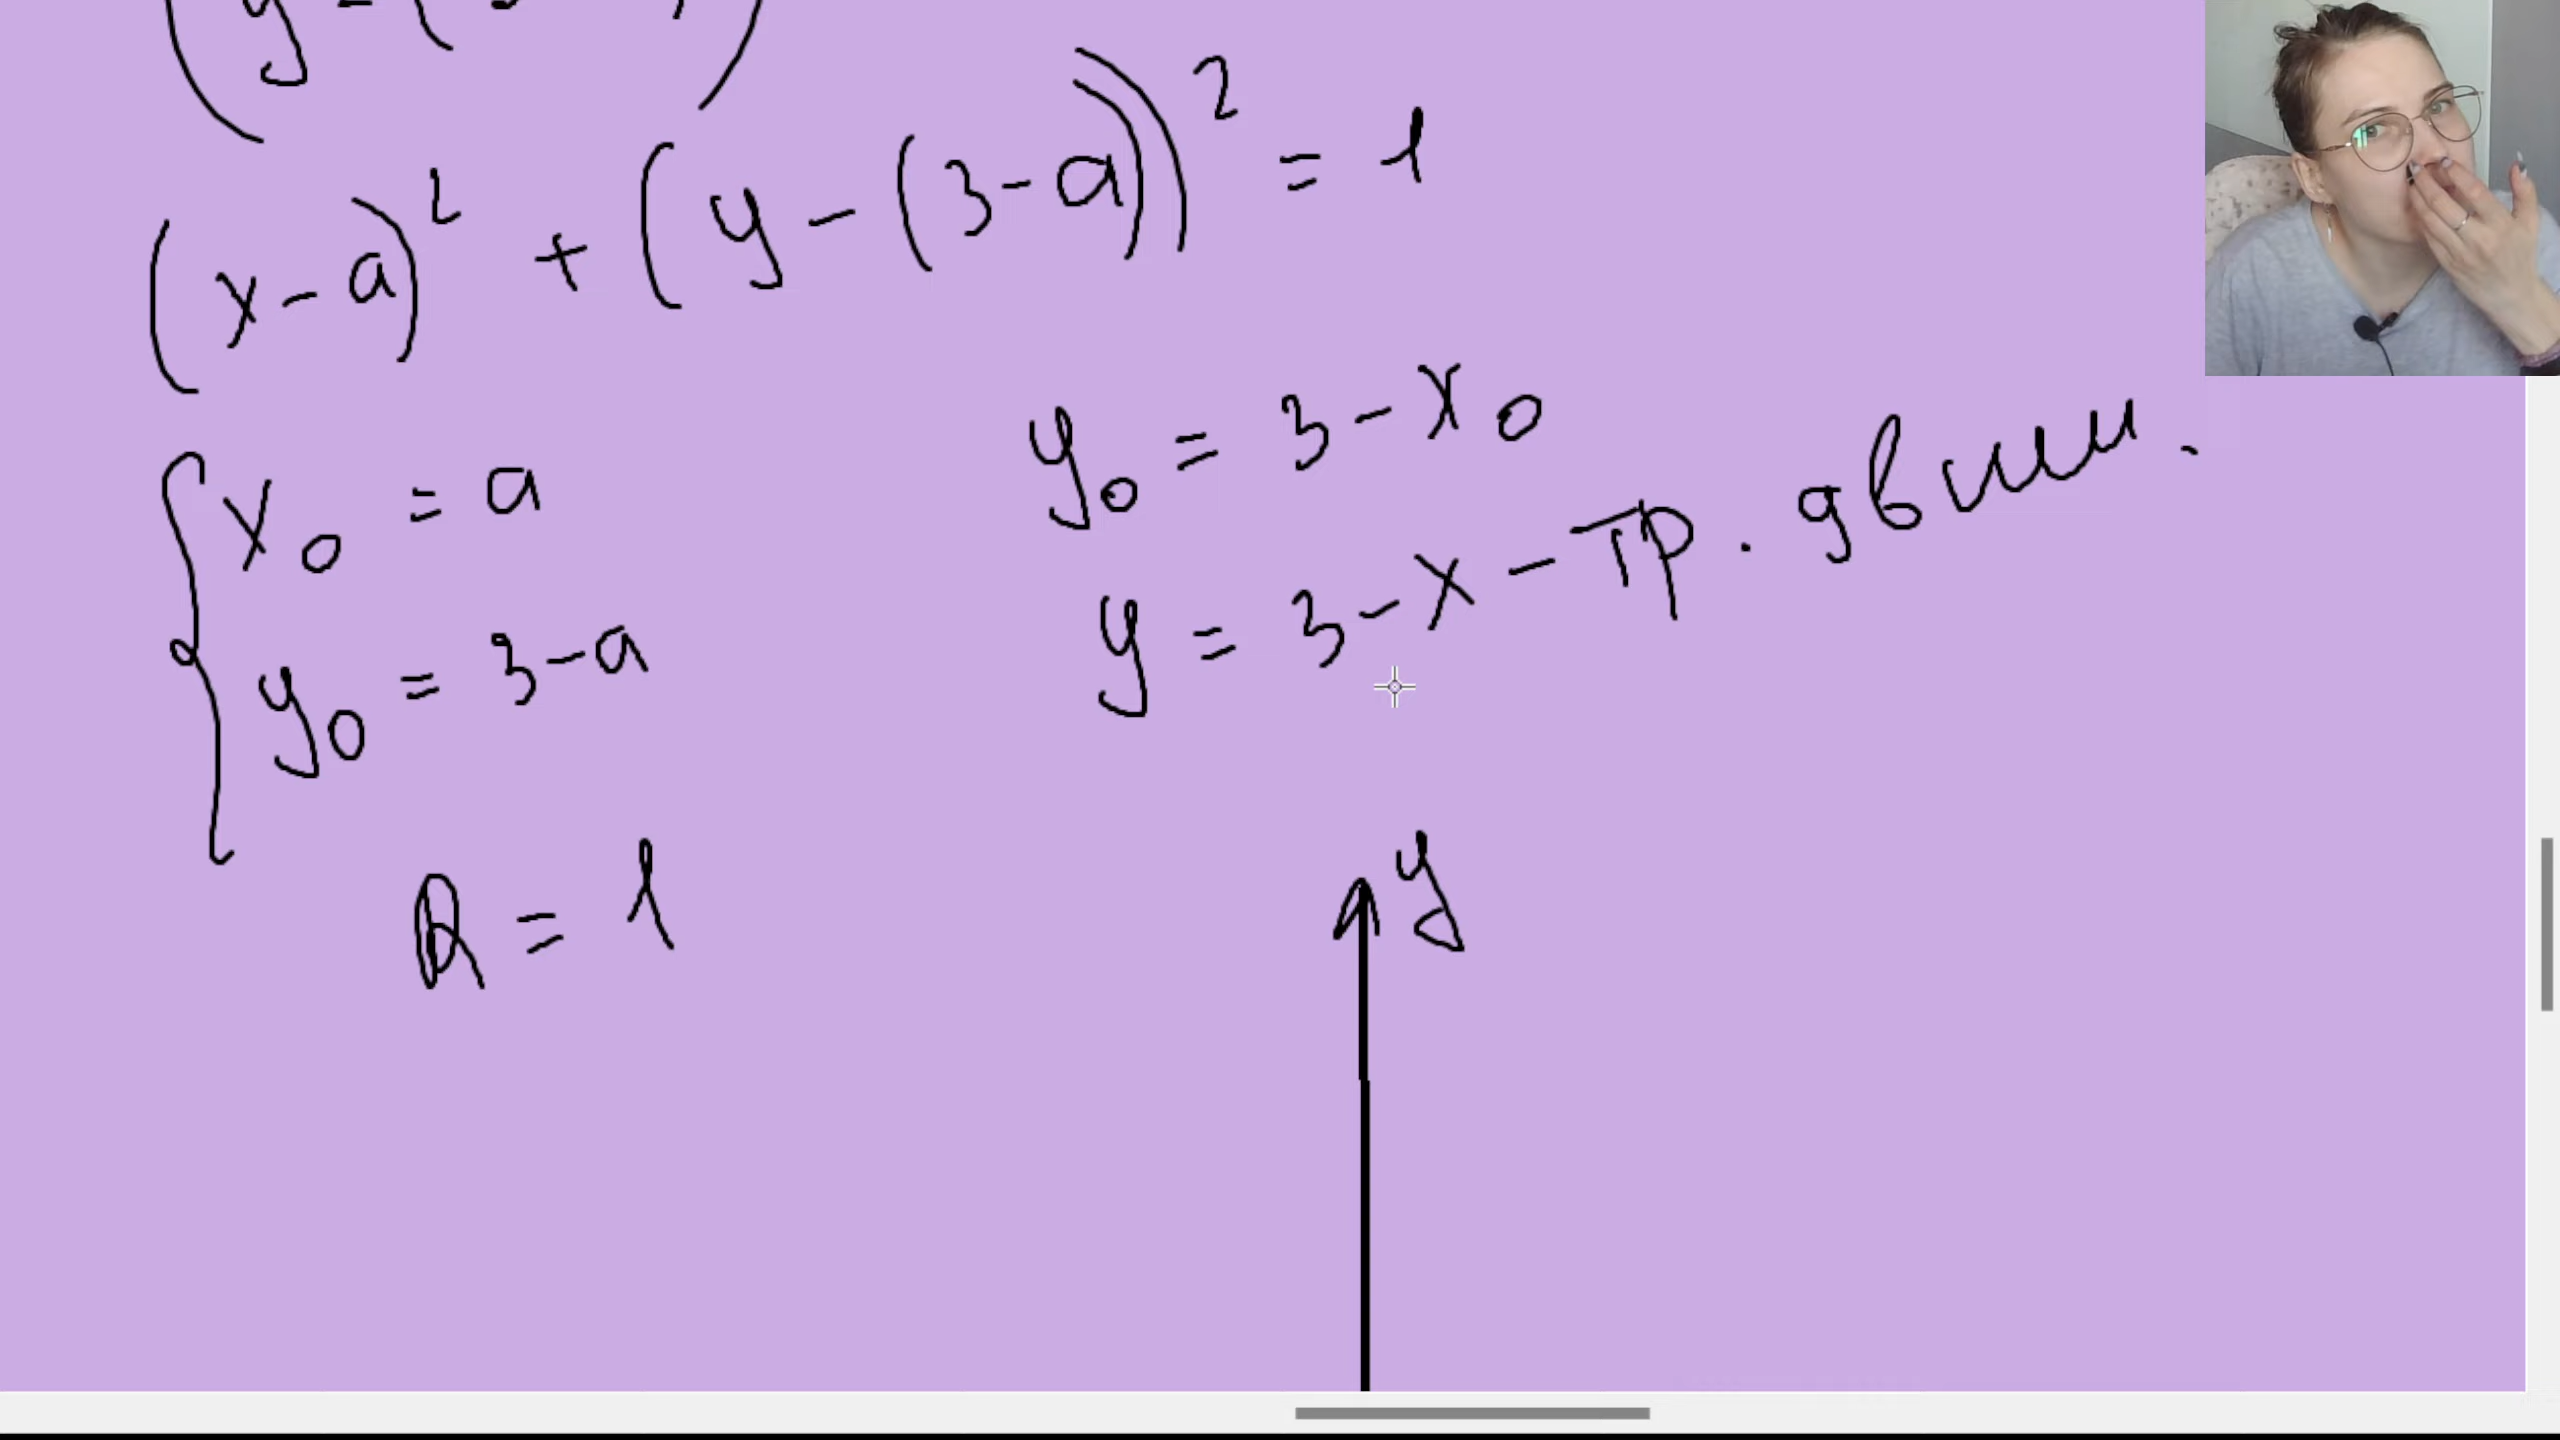 (x-a)² + (y-(3-a))² = 1
x₀ = a
y₀ = 3-a
R = 1
y₀ = 3-x₀
y = 3-x - тр. движ.
y